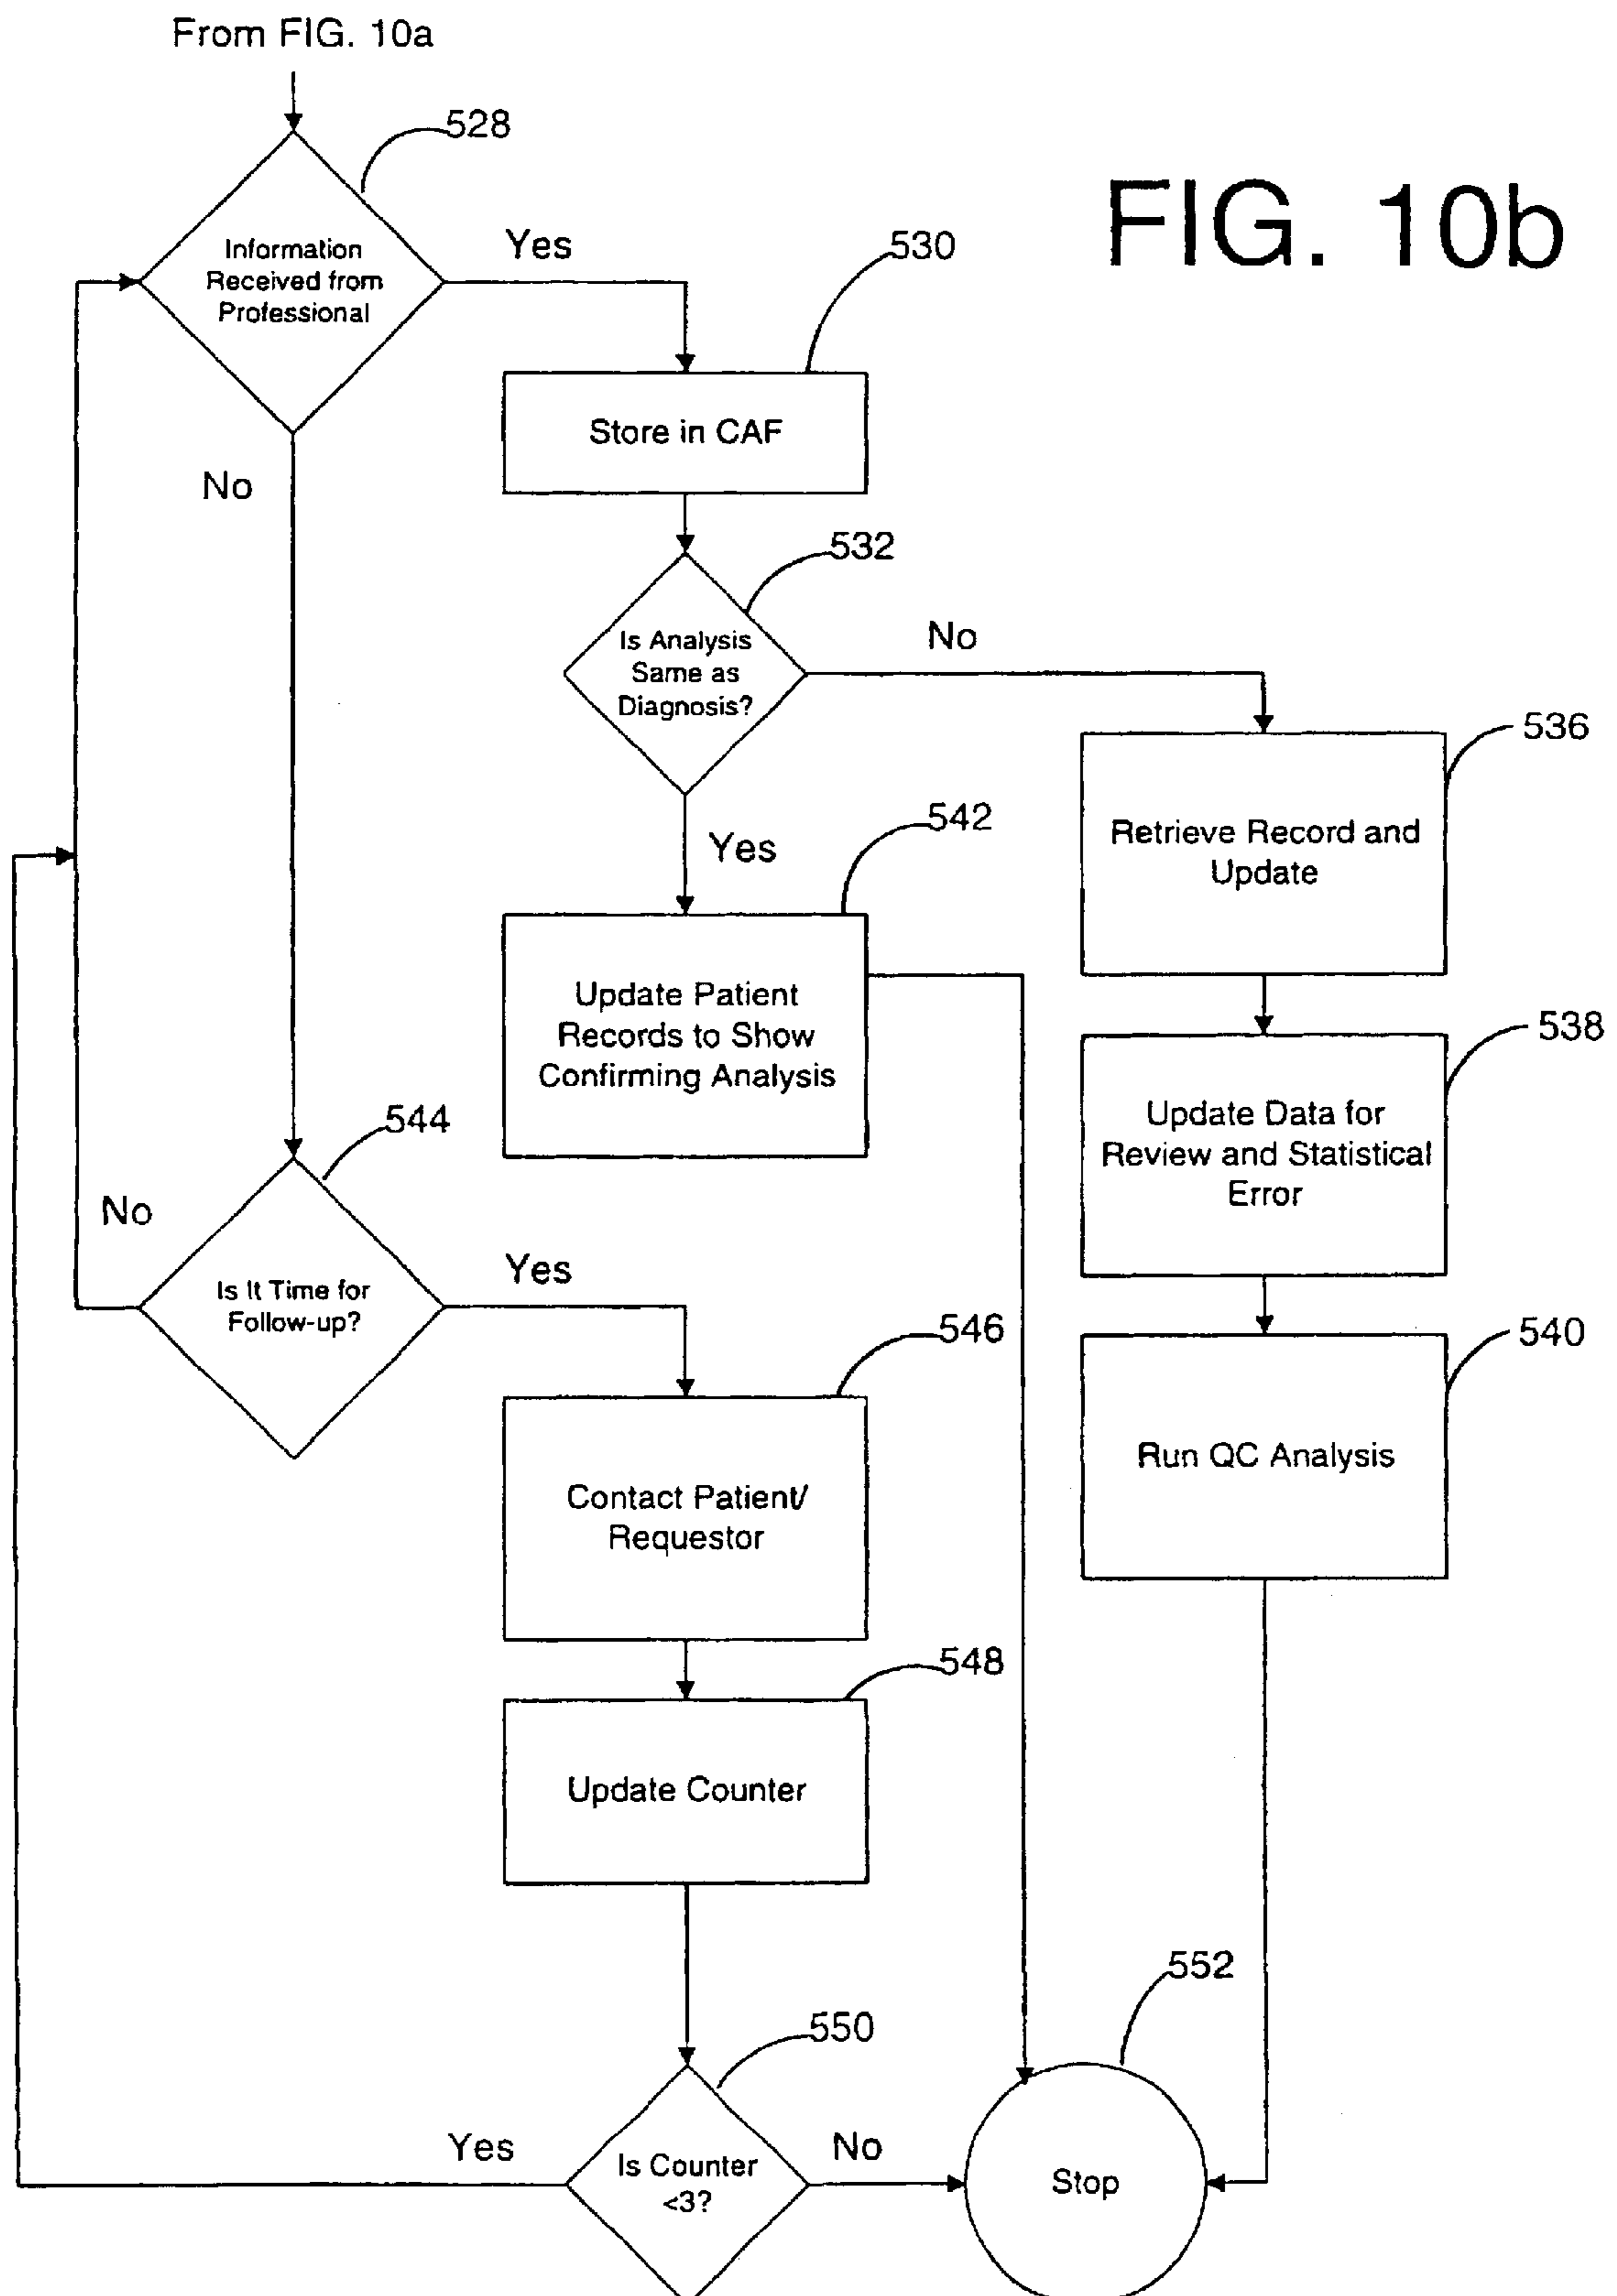 From FIG. 10a
528
FIG. 10b
Information
Received from
Professional
Yes
530
Store in CAF
No
532
Is Analysis
Same as
Diagnosis?
No
536
Retrieve Record and
Update
Yes
542
Update Patient
Records to Show
Confirming Analysis
538
Update Data for
Review and Statistical
Error
544
No
Is It Time for
Follow-up?
Yes
546
Contact Patient/
Requestor
540
Run QC Analysis
548
Update Counter
550
Is Counter
<3?
Yes
No
552
Stop